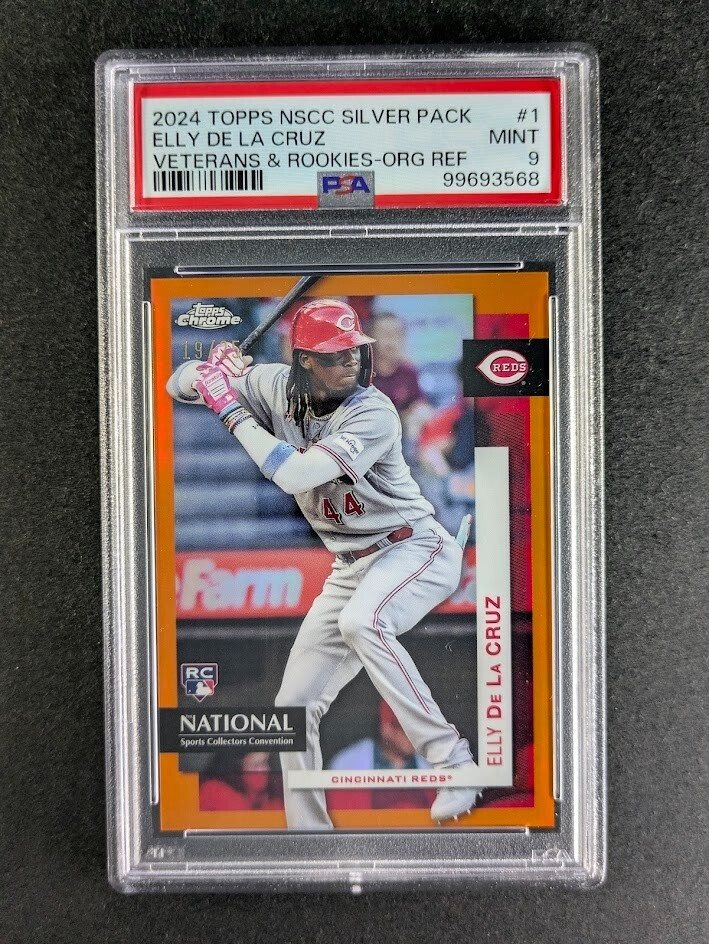 2024 TOPPS NSCC SILVER PACK #1
ELLY DE LA CRUZ MINT
VETERANS & ROOKIES-ORG REF 9
PSA 99693568
Topps
Chrome
REDS
44
Farm
ELLY DE LA CRUZ
RC
NATIONAL
Sports Collectors Convention
CINCINNATI REDS®